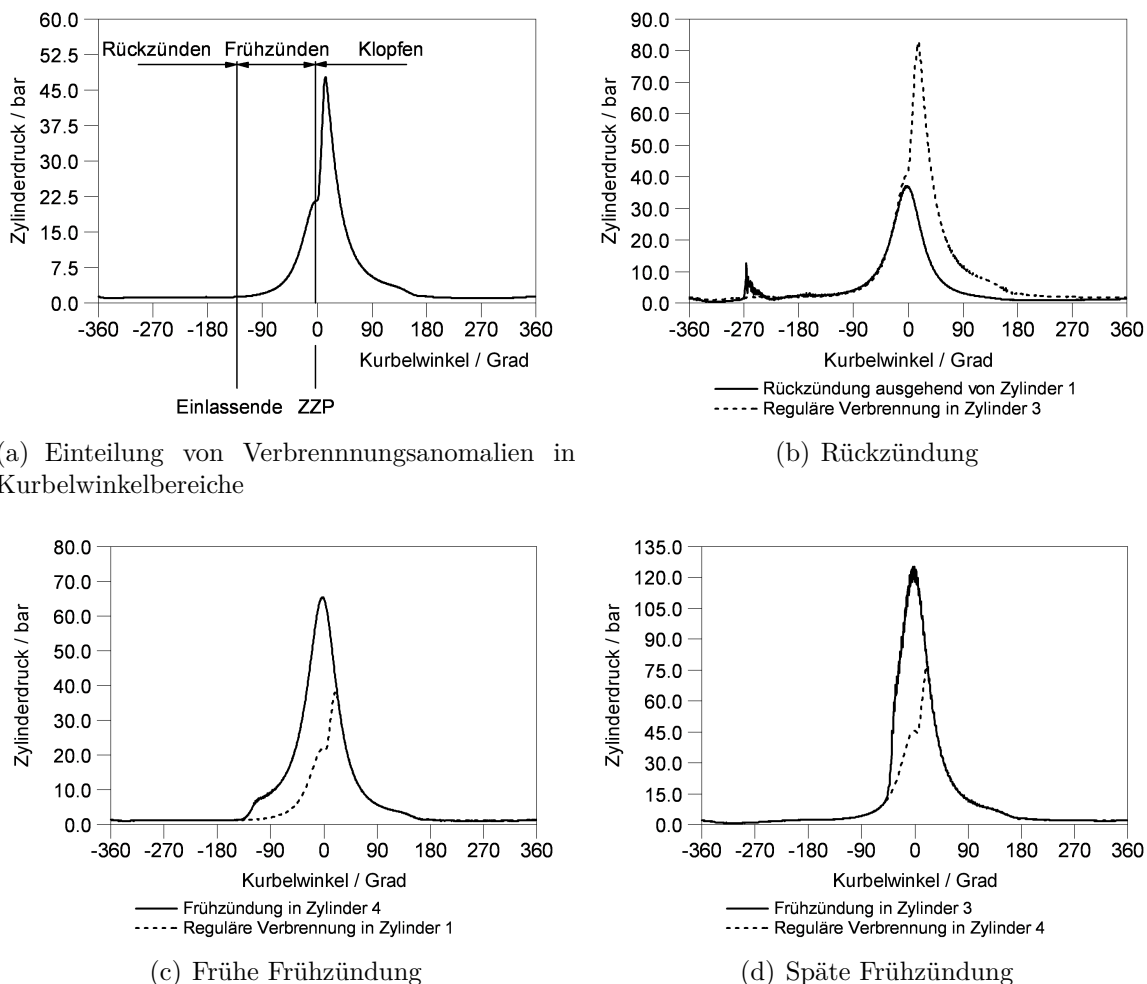 60.0
52.5
45.0
37.5
30.0
22.5
15.0
7.5
0.0
Zylinderdruck / bar
Rückzünden Frühzünden Klopfen
-360 -270 -180 -90 0 90 180 270 360
Kurbelwinkel / Grad
Einlassende ZZP
(a) Einteilung von Verbrennnungsanomalien in
Kurbelwinkelbereiche
90.0
80.0
70.0
60.0
50.0
40.0
30.0
20.0
10.0
0.0
Zylinderdruck / bar
-360 -270 -180 -90 0 90 180 270 360
Kurbelwinkel / Grad
Rückzündung ausgehend von Zylinder 1
Reguläre Verbrennung in Zylinder 3
(b) Rückzündung
80.0
70.0
60.0
50.0
40.0
30.0
20.0
10.0
0.0
Zylinderdruck / bar
-360 -270 -180 -90 0 90 180 270 360
Kurbelwinkel / Grad
Frühzündung in Zylinder 4
Reguläre Verbrennung in Zylinder 1
(c) Frühe Frühzündung
135.0
120.0
105.0
90.0
75.0
60.0
45.0
30.0
15.0
0.0
Zylinderdruck / bar
-360 -270 -180 -90 0 90 180 270 360
Kurbelwinkel / Grad
Frühzündung in Zylinder 3
Reguläre Verbrennung in Zylinder 4
(d) Späte Frühzündung